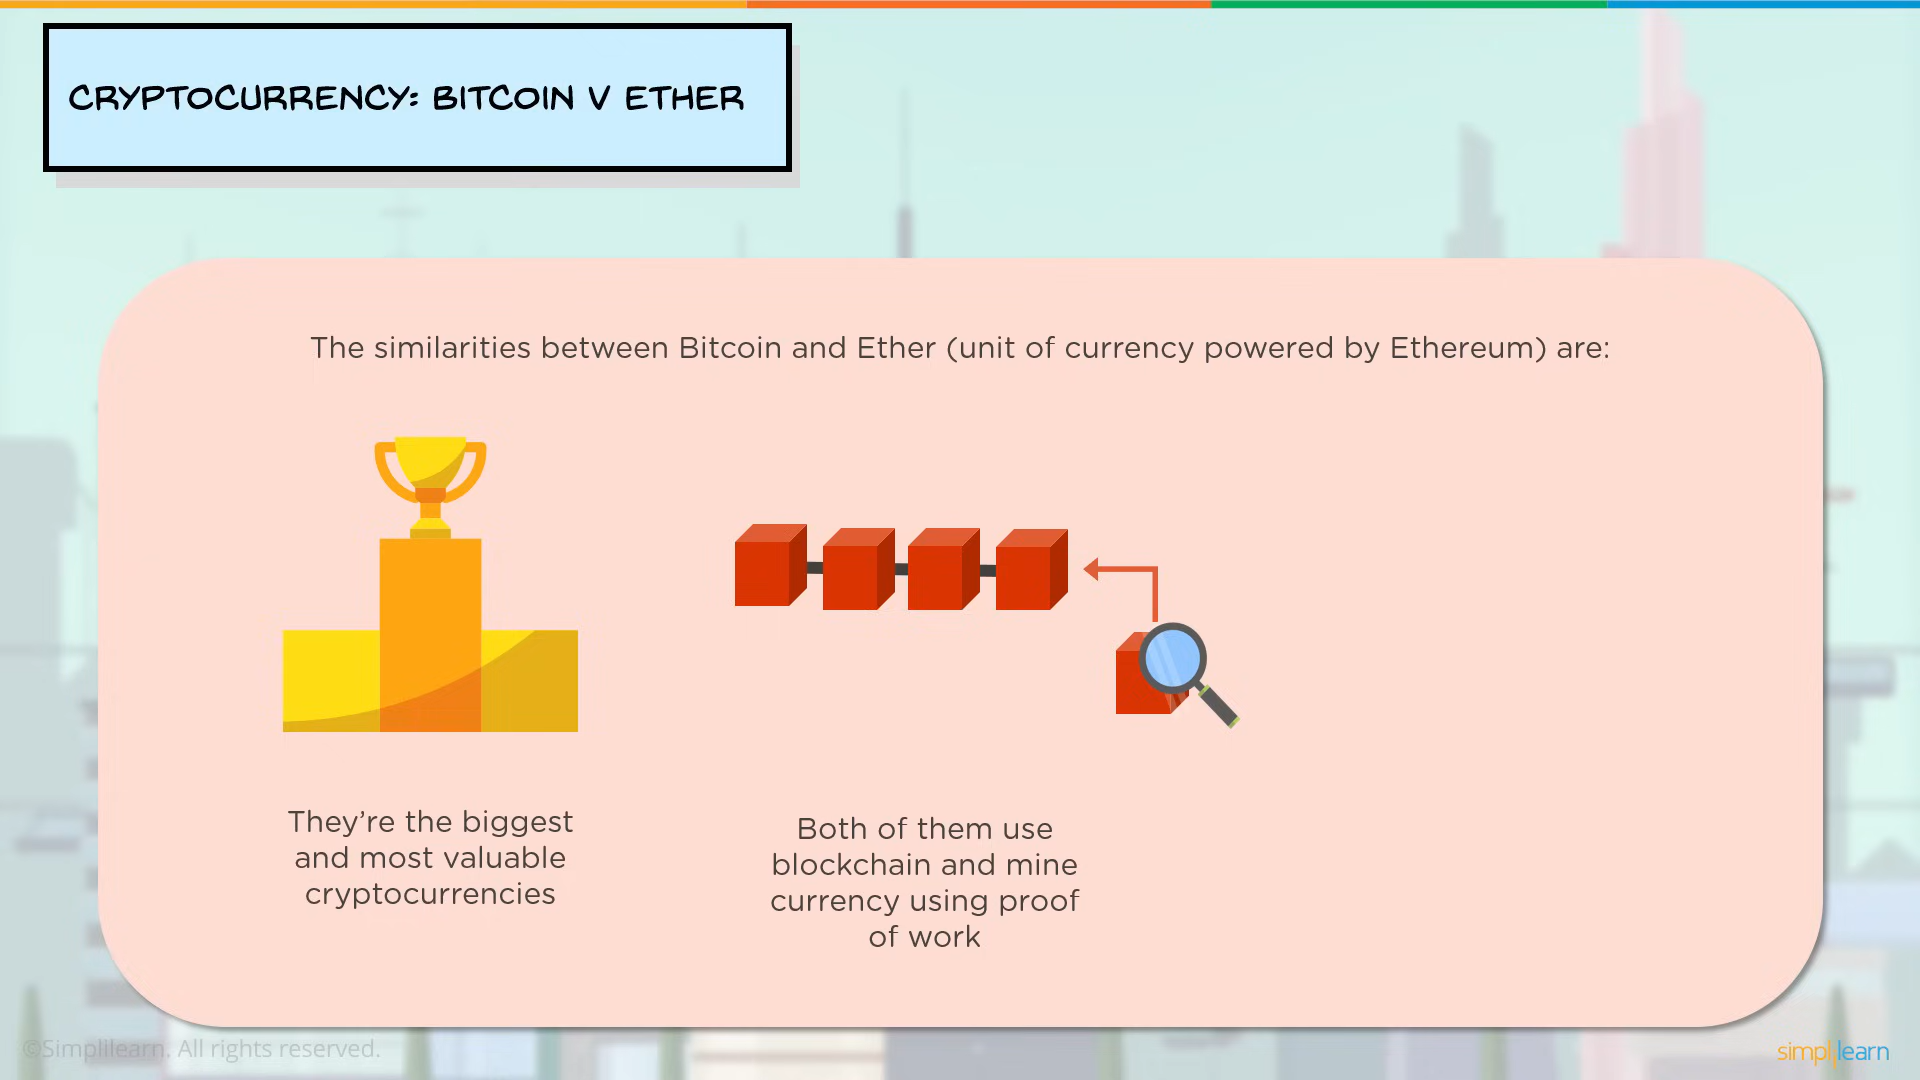 CRYPTOCURRENCY: BITCOIN V ETHER
The similarities between Bitcoin and Ether (unit of currency powered by Ethereum) are:
They’re the biggest
and most valuable
cryptocurrencies
Both of them use
blockchain and mine
currency using proof
of work
©Simplilearn. All rights reserved.
simplilearn